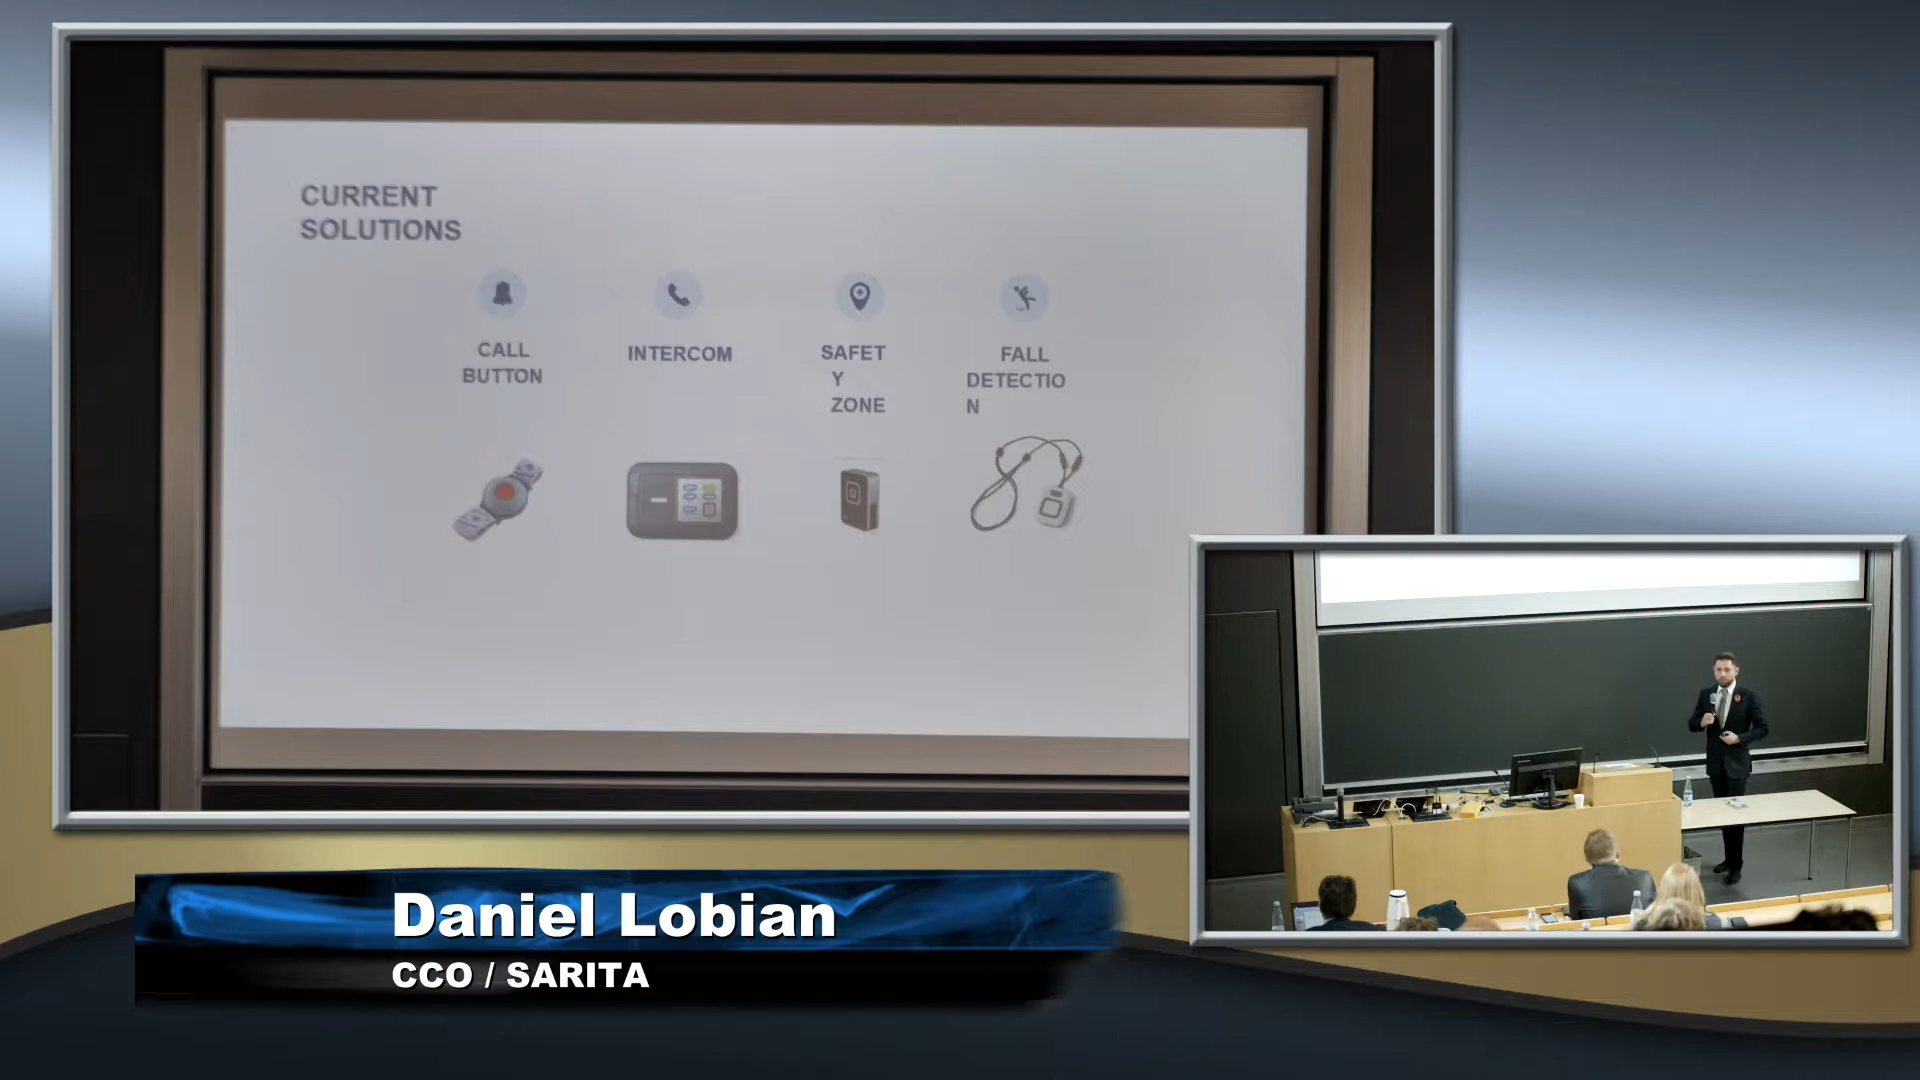 CURRENT
SOLUTIONS
CALL
BUTTON
INTERCOM
SAFET
Y
ZONE
FALL
DETECTIO
N
Daniel Lobian
CCO / SARITA